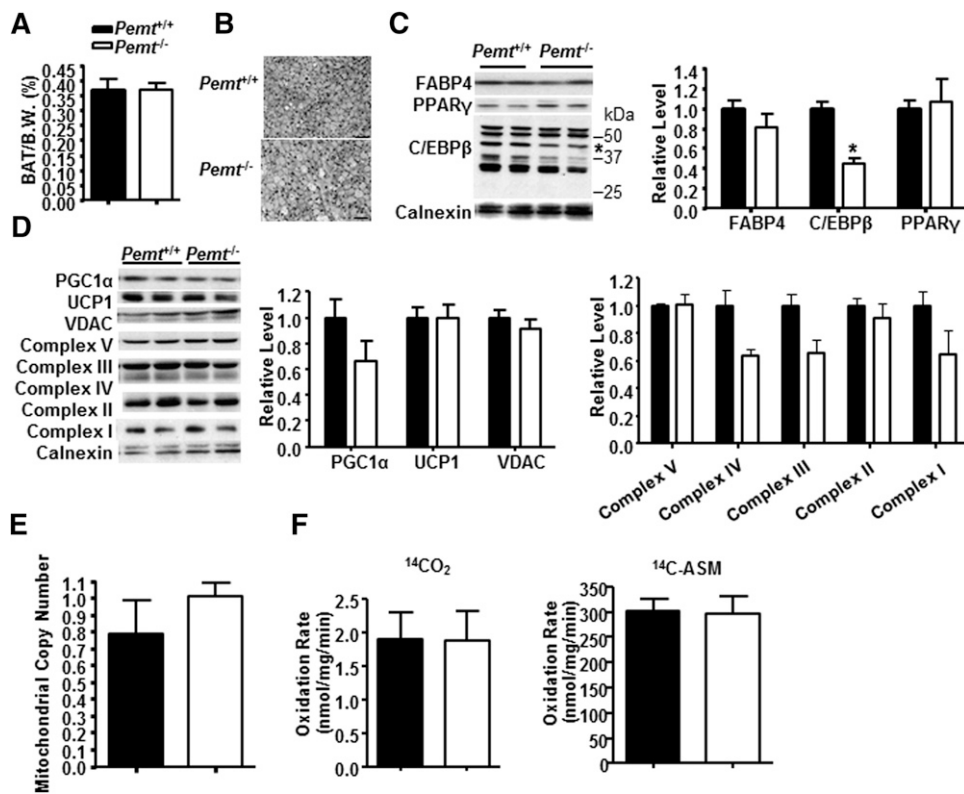 A
Pemt+/+
Pemt-/-
BAT/B.W. (%)
0.45
0.40
0.35
0.30
0.25
0.20
0.15
0.10
0.05
0.00
B
Pemt+/+
Pemt-/-
C
Pemt+/+ Pemt-/-
FABP4
PPARγ
kDa
C/EBPβ
50
*
37
25
Calnexin
Relative Level
1.4
1.2
1.0
0.8
0.6
0.4
0.2
0.0
*
FABP4 C/EBPβ PPARγ
D
Pemt+/+ Pemt-/-
PGC1α
UCP1
VDAC
Complex V
Complex III
Complex IV
Complex II
Complex I
Calnexin
Relative Level
1.2
1.0
0.8
0.6
0.4
0.2
0.0
PGC1α UCP1 VDAC
Relative Level
1.2
1.0
0.8
0.6
0.4
0.2
0.0
Complex V
Complex IV
Complex III
Complex II
Complex I
E
Mitochondrial Copy Number
1.1
1.0
0.9
0.8
0.7
0.6
0.5
0.4
0.3
0.2
0.1
0.0
F
14CO2
Oxidation Rate
(nmol/mg/min)
2.5
2.0
1.5
1.0
0.5
0.0
14C-ASM
Oxidation Rate
(nmol/mg/min)
350
300
250
200
150
100
50
0